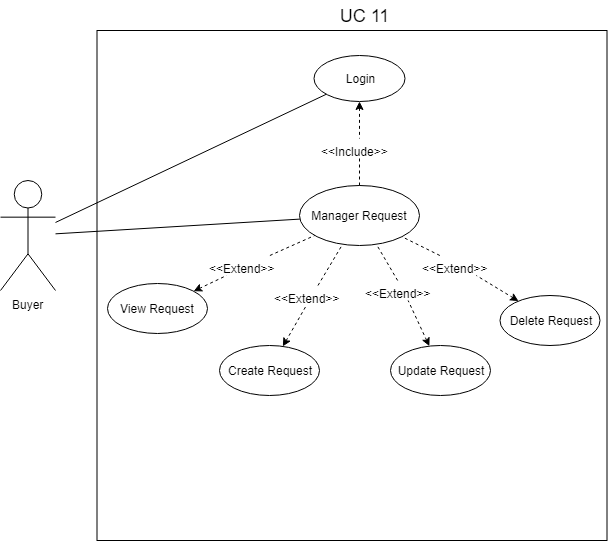 UC 11
Login
<<Include>>
Manager Request
<<Extend>>
<<Extend>>
<<Extend>>
<<Extend>>
Buyer
View Request
Delete Request
Create Request
Update Request